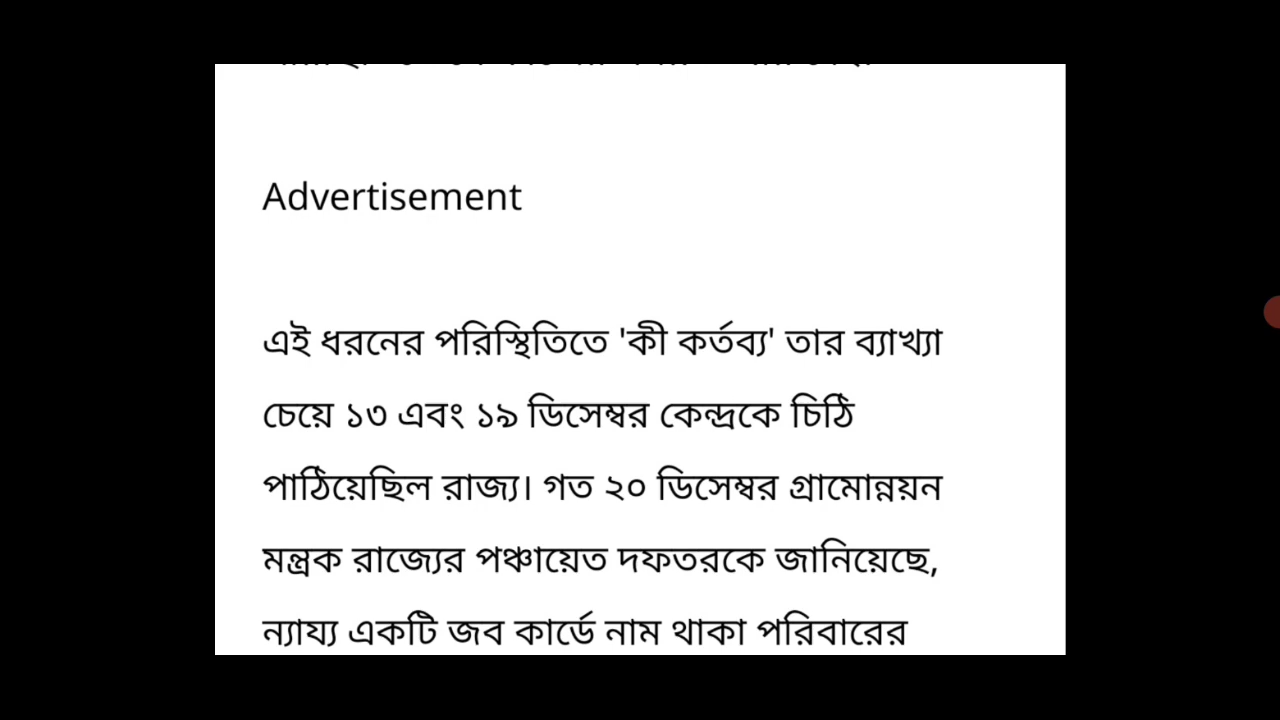 Advertisement
এই ধরনের পরিস্থিতিতে 'কী কর্তব্য' তার ব্যাখ্যা
চেয়ে ১৩ এবং ১৯ ডিসেম্বর কেন্দ্রকে চিঠি
পাঠিয়েছিল রাজ্য। গত ২০ ডিসেম্বর গ্রামোন্নয়ন
মন্ত্রক রাজ্যের পঞ্চায়েত দফতরকে জানিয়েছে,
ন্যায্য একটি জব কার্ডে নাম থাকা পরিবারের